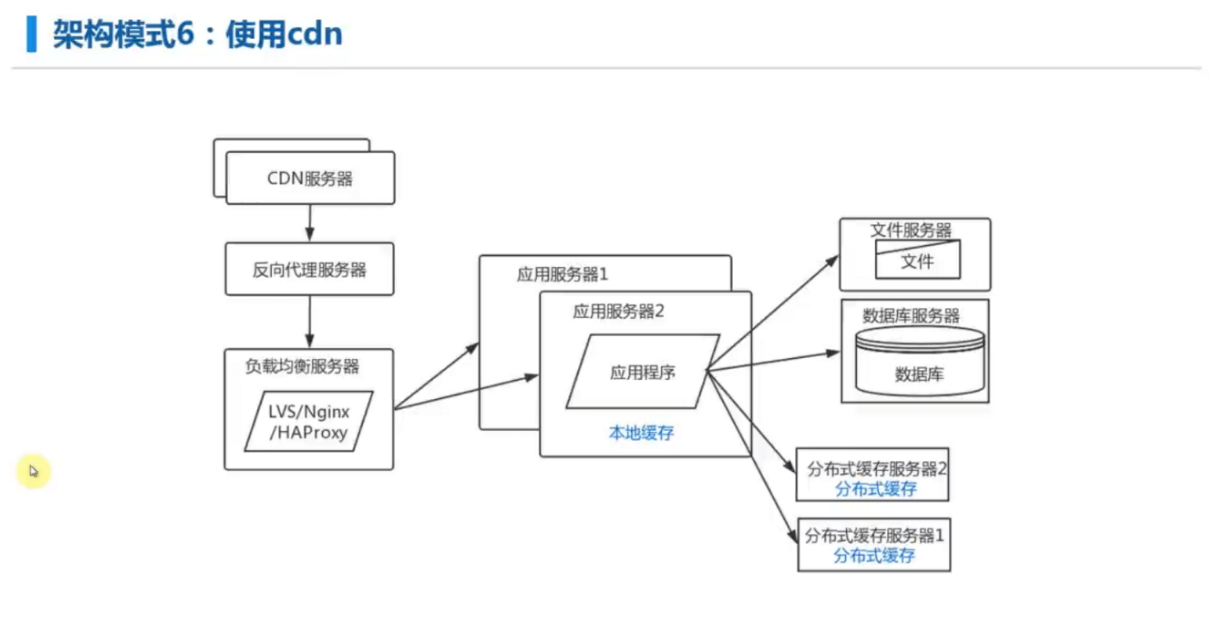 架构模式6：使用cdn
CDN服务器
反向代理服务器
负载均衡服务器
LVS/Nginx
/HAProxy
应用服务器1
应用服务器2
应用程序
本地缓存
文件服务器
文件
数据库服务器
数据库
分布式缓存服务器2
分布式缓存
分布式缓存服务器1
分布式缓存